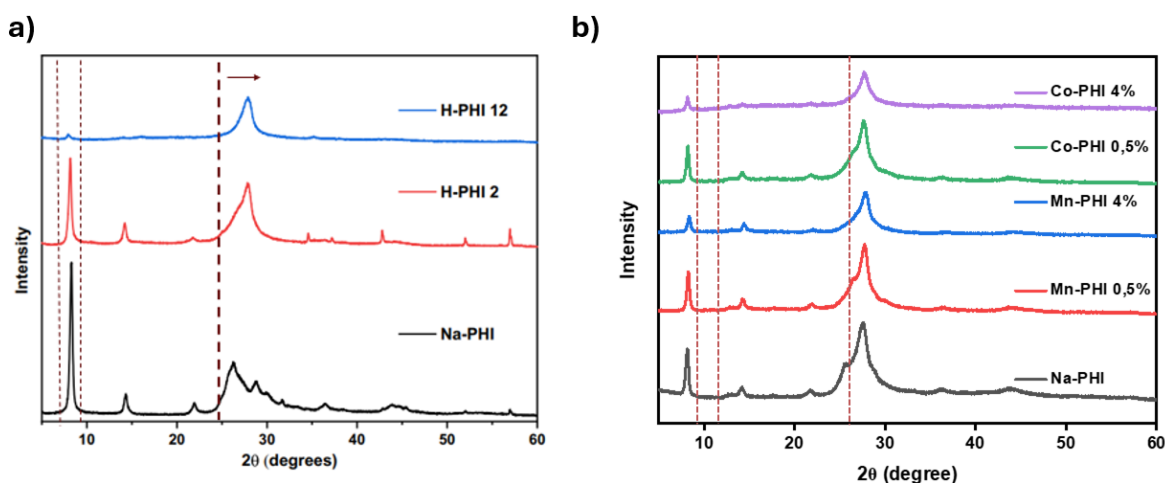 a)
H-PHI 12
H-PHI 2
Na-PHI
Intensity
10 20 30 40 50 60
2θ (degrees)
b)
Co-PHI 4%
Co-PHI 0,5%
Mn-PHI 4%
Mn-PHI 0,5%
Na-PHI
Intensity
10 20 30 40 50 60
2θ (degree)